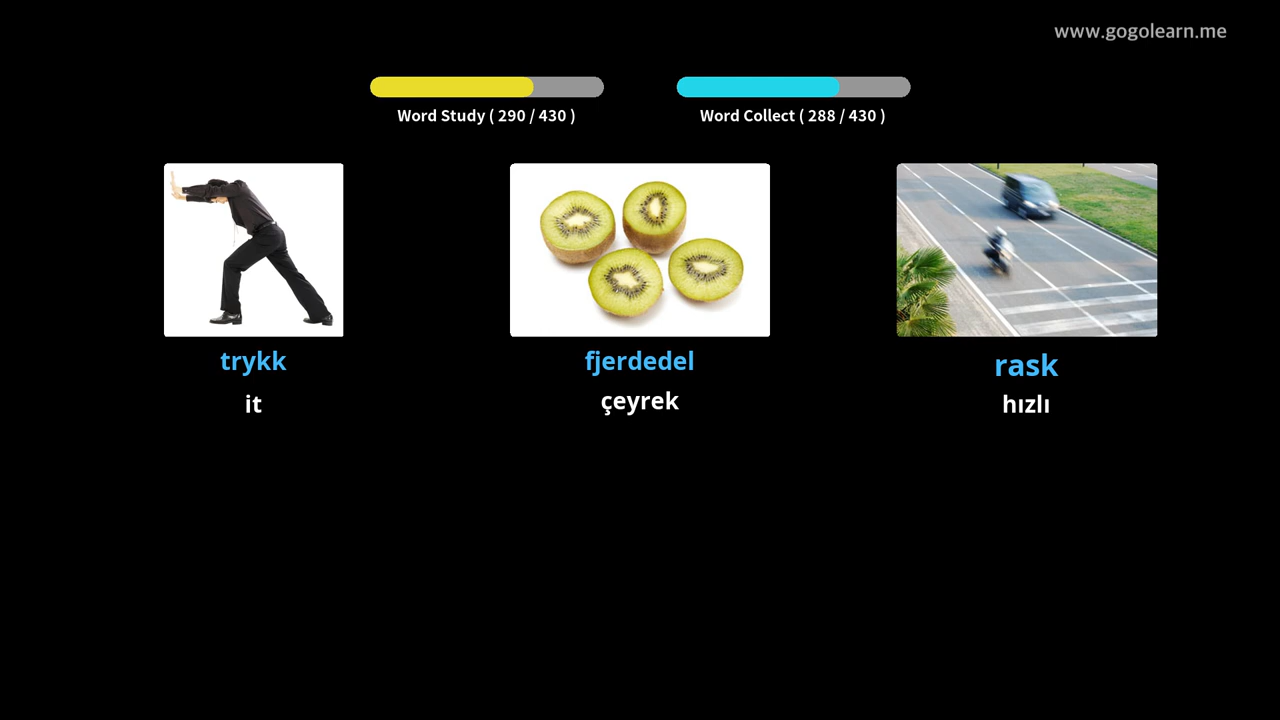 www.gogolearn.me
Word Study ( 290 / 430 )
Word Collect ( 288 / 430 )
trykk
it
fjerdedel
çeyrek
rask
hızlı